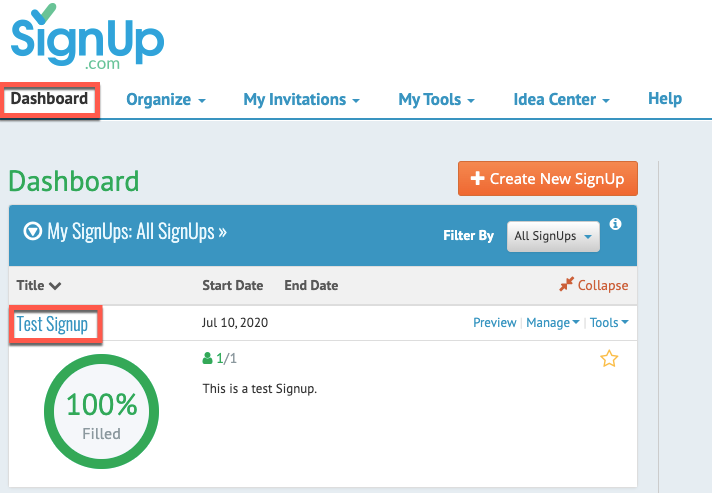 SignUp
.com
Dashboard Organize My Invitations My Tools Idea Center Help
Dashboard
Create New SignUp
My SignUps: All SignUps »
Filter By All SignUps
Title Start Date End Date Collapse
Test Signup Jul 10, 2020 Preview | Manage | Tools
1/1
This is a test Signup.
100%
Filled